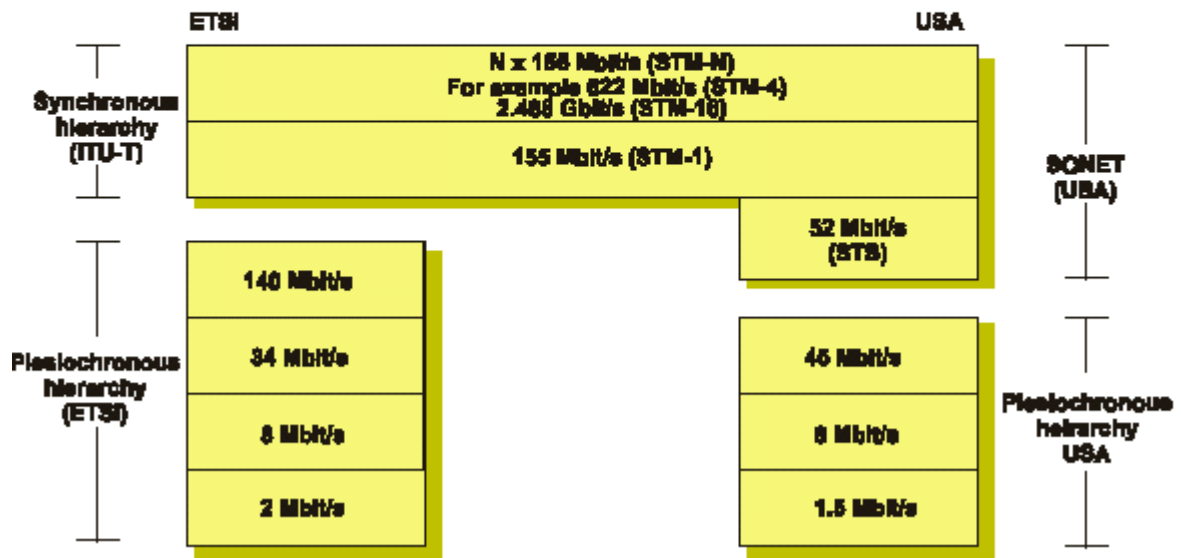 ETSI
USA
N x 155 Mbit/s (STM-N)
For example 622 Mbit/s (STM-4)
2.488 Gbit/s (STM-16)
155 Mbit/s (STM-1)
52 Mbit/s
(STS)
Synchronous
hierarchy
(ITU-T)
SONET
(USA)
140 Mbit/s
34 Mbit/s
8 Mbit/s
2 Mbit/s
Plesiochronous
hierarchy
(ETSI)
45 Mbit/s
6 Mbit/s
1.5 Mbit/s
Plesiochronous
heirarchy
USA